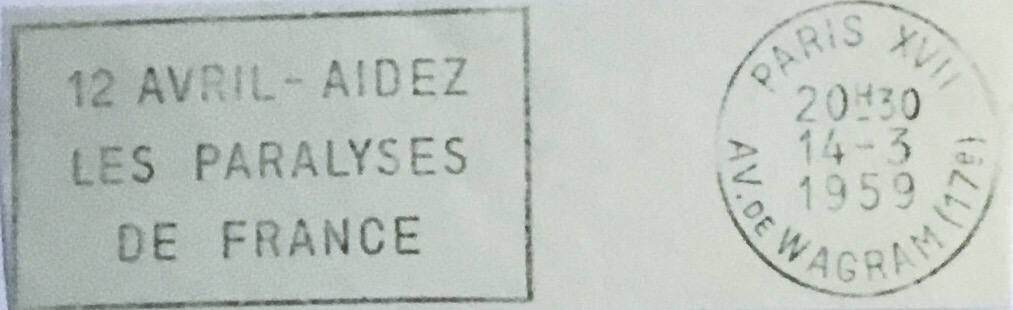 12 AVRIL - AIDEZ
LES PARALYSES
DE FRANCE
PARIS XVII
20H30
14-3
1959
AV. DE WAGRAM (17e)